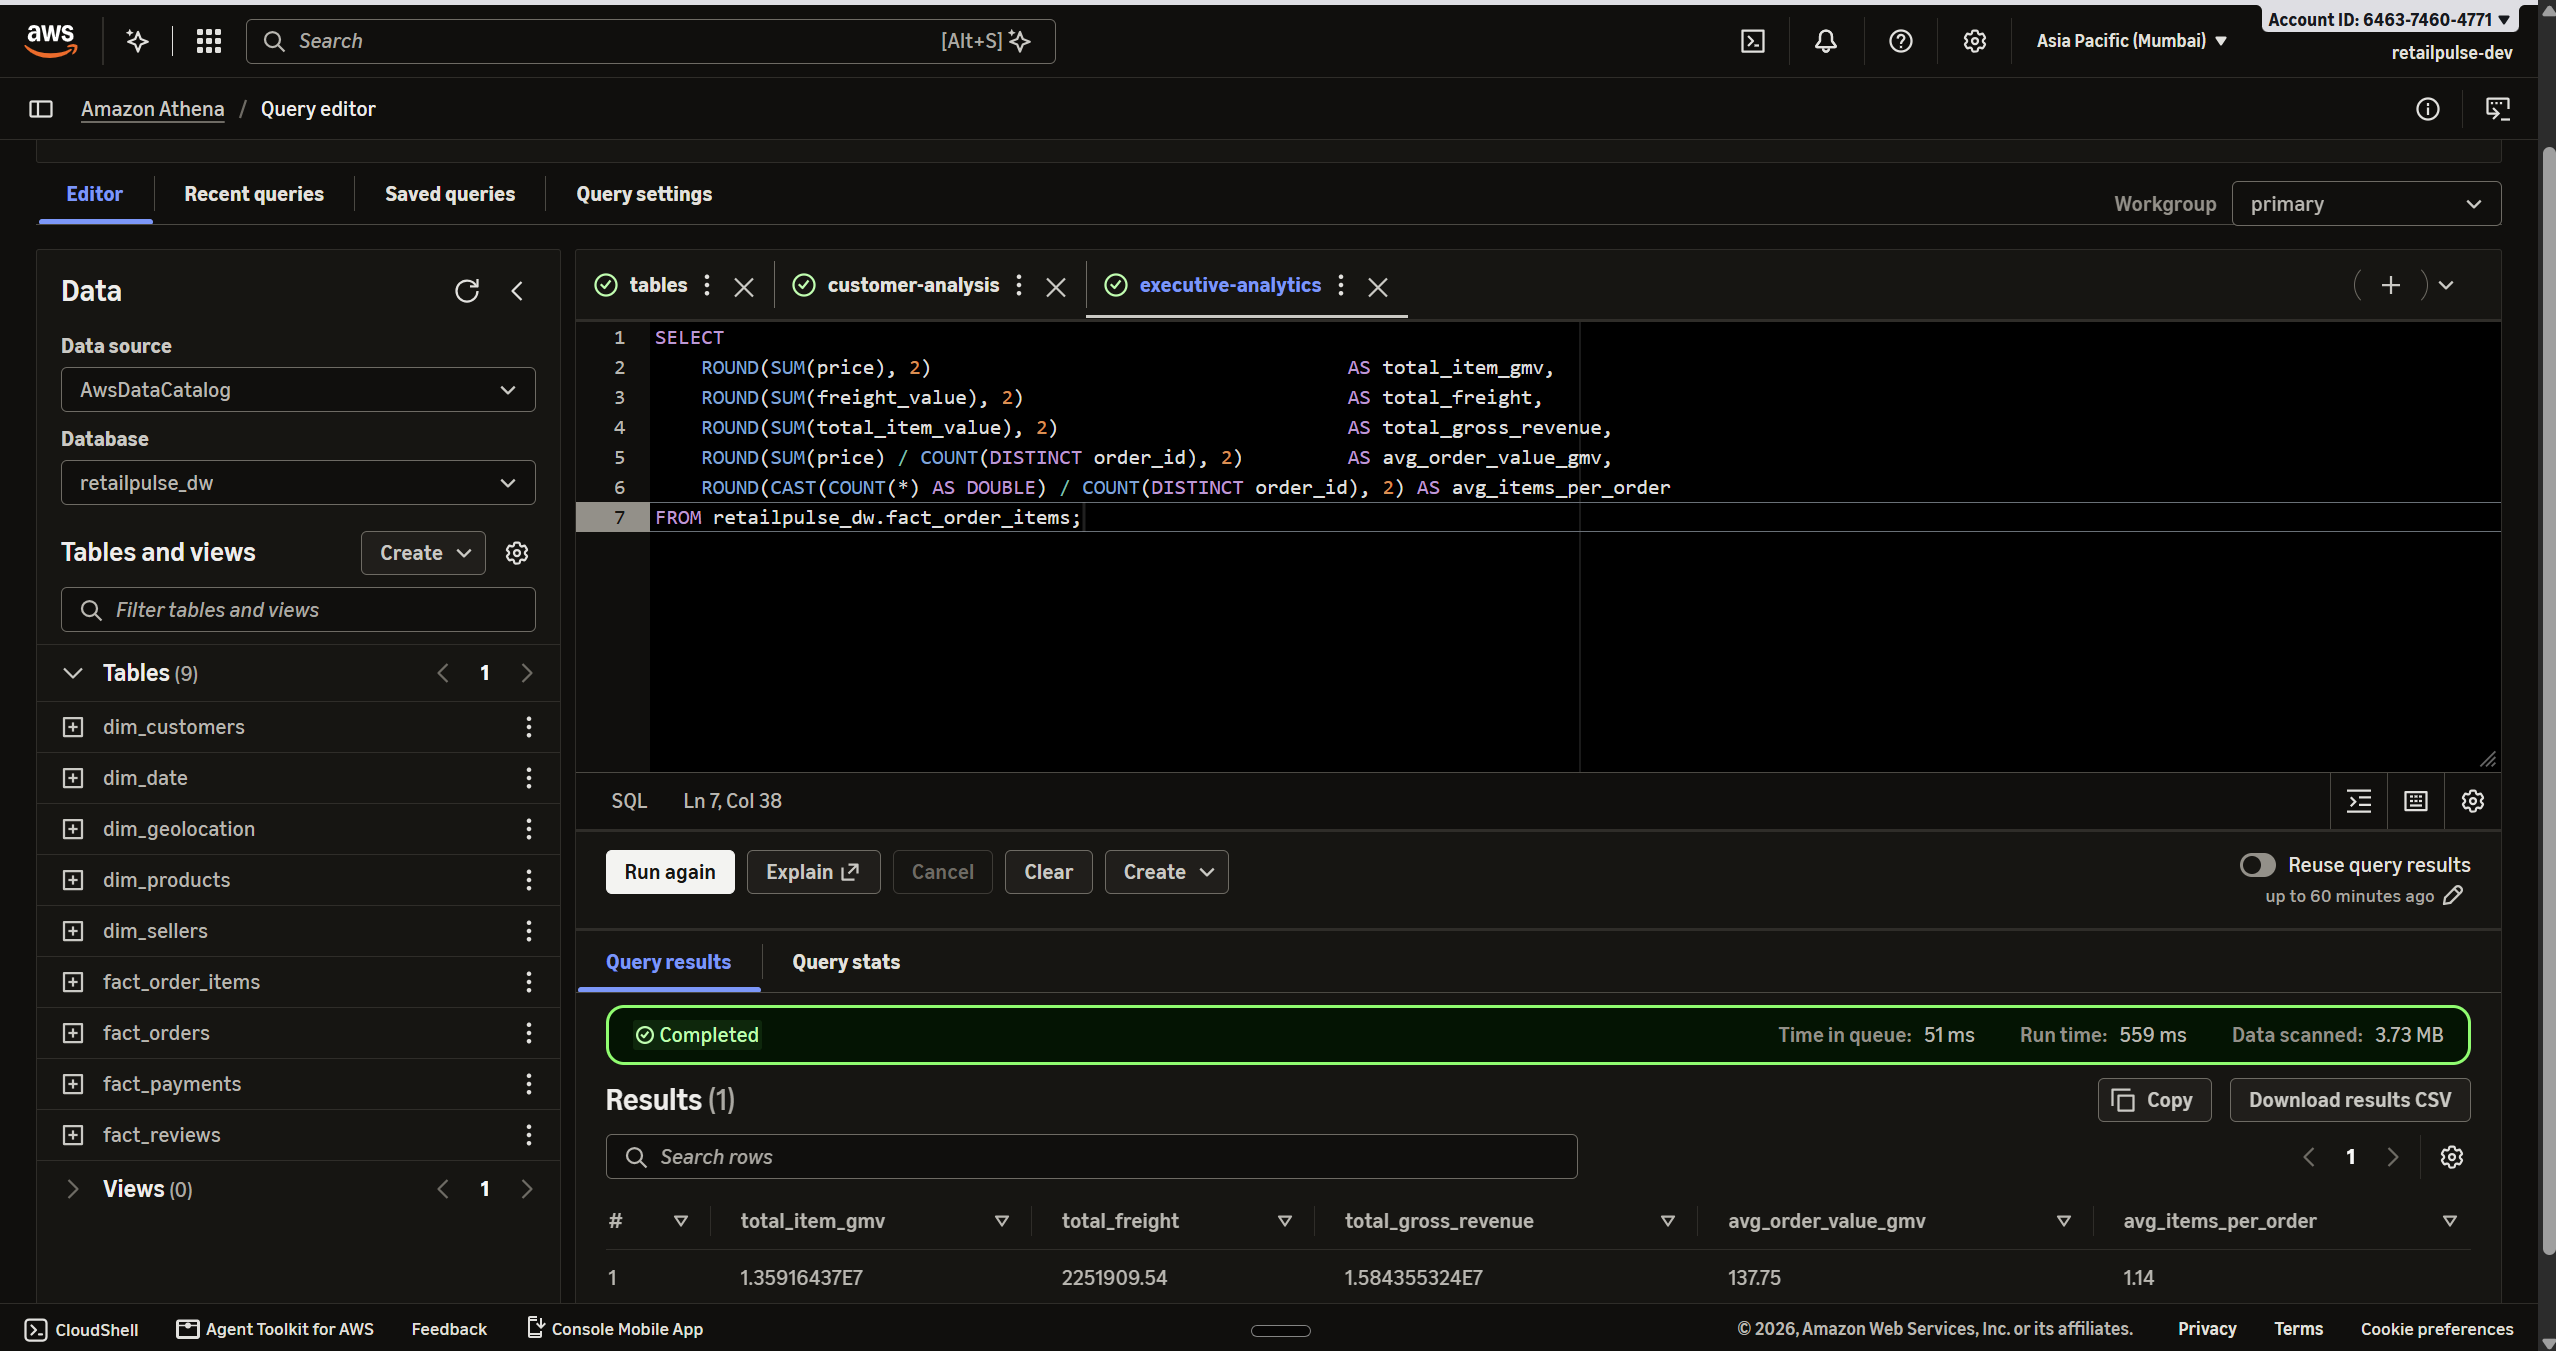 aws
Search
[Alt+S]
Asia Pacific (Mumbai)
Account ID: 6463-7460-4771
retailpulse-dev
Amazon Athena / Query editor
Editor
Recent queries
Saved queries
Query settings
Workgroup
primary
Data
Data source
AwsDataCatalog
Database
retailpulse_dw
Tables and views
Create
Filter tables and views
Tables (9)
1
dim_customers
dim_date
dim_geolocation
dim_products
dim_sellers
fact_order_items
fact_orders
fact_payments
fact_reviews
Views (0)
1
tables
customer-analysis
executive-analytics
1 SELECT
2 ROUND(SUM(price), 2) AS total_item_gmv,
3 ROUND(SUM(freight_value), 2) AS total_freight,
4 ROUND(SUM(total_item_value), 2) AS total_gross_revenue,
5 ROUND(SUM(price) / COUNT(DISTINCT order_id), 2) AS avg_order_value_gmv,
6 ROUND(CAST(COUNT(*) AS DOUBLE) / COUNT(DISTINCT order_id), 2) AS avg_items_per_order
7 FROM retailpulse_dw.fact_order_items;
SQL
Ln 7, Col 38
Run again
Explain
Cancel
Clear
Create
Reuse query results
up to 60 minutes ago
Query results
Query stats
Completed
Time in queue: 51 ms
Run time: 559 ms
Data scanned: 3.73 MB
Results (1)
Copy
Download results CSV
Search rows
1
# total_item_gmv total_freight total_gross_revenue avg_order_value_gmv avg_items_per_order
1 1.35916437E7 2251909.54 1.584355324E7 137.75 1.14
CloudShell
Agent Toolkit for AWS
Feedback
Console Mobile App
© 2026, Amazon Web Services, Inc. or its affiliates.
Privacy
Terms
Cookie preferences